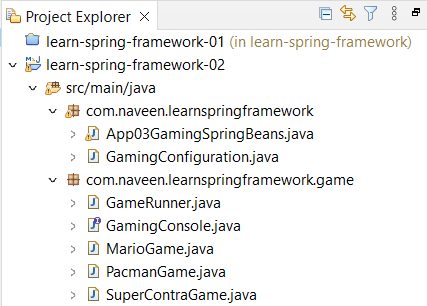 Project Explorer
learn-spring-framework-01 (in learn-spring-framework)
learn-spring-framework-02
src/main/java
com.naveen.learnspringframework
App03GamingSpringBeans.java
GamingConfiguration.java
com.naveen.learnspringframework.game
GameRunner.java
GamingConsole.java
MarioGame.java
PacmanGame.java
SuperContraGame.java